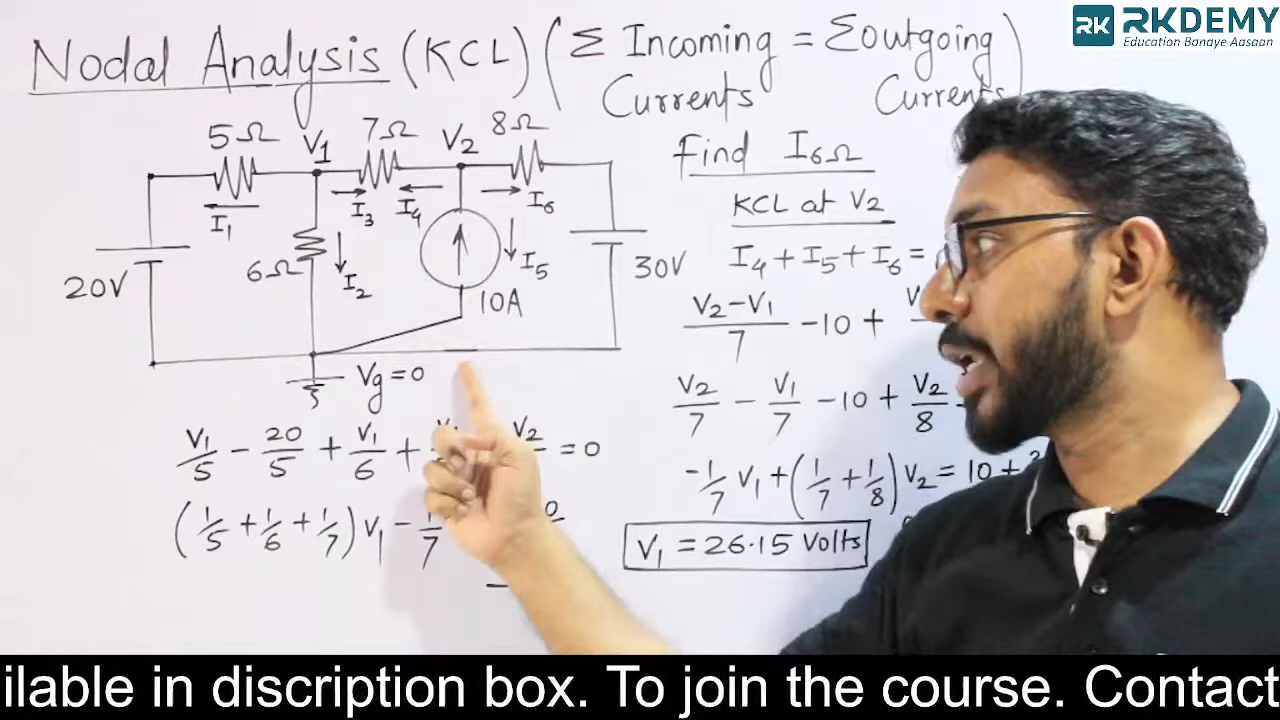 RK RKDEMY
Education Banaye Aasaan
Nodal Analysis (KCL) (Σ Incoming = Σoutgoing
Currents Currents)
5Ω V1 7Ω V2 8Ω
I1 I3 I4 I6
20V 6Ω I2 10A I5 30V
Vg=0
Find I6Ω
KCL at V2
I4+I5+I6=
(V2-V1)/7 -10 +
V2/7 - V1/7 -10 + V2/8
-1/7 V1 + (1/7 + 1/8) V2 = 10 +
V1 = 26.15 Volts
V1/5 - 20/5 + V1/6 + V2 = 0
(1/5 + 1/6 + 1/7) V1 - 1/7
ilable in discription box. To join the course. Contact